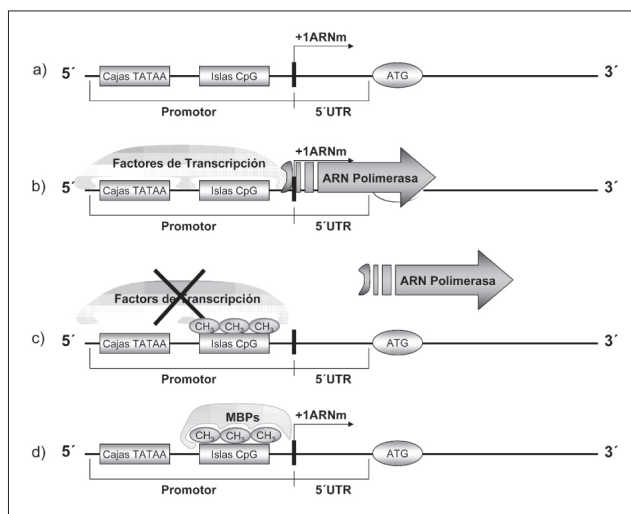 +1ARNm
a) 5´ Cajas TATAA Islas CpG ATG 3´
Promotor 5´UTR
Factores de Transcripción +1ARNm ARN Polimerasa
b) 5´ Cajas TATAA Islas CpG 3´
Promotor 5´UTR
ARN Polimerasa
Factors de Transcripción
CH3 CH3 CH3
c) 5´ Cajas TATAA Islas CpG ATG 3´
Promotor 5´UTR
MBPs +1ARNm
CH3 CH3 CH3
d) 5´ Cajas TATAA Islas CpG ATG 3´
Promotor 5´UTR